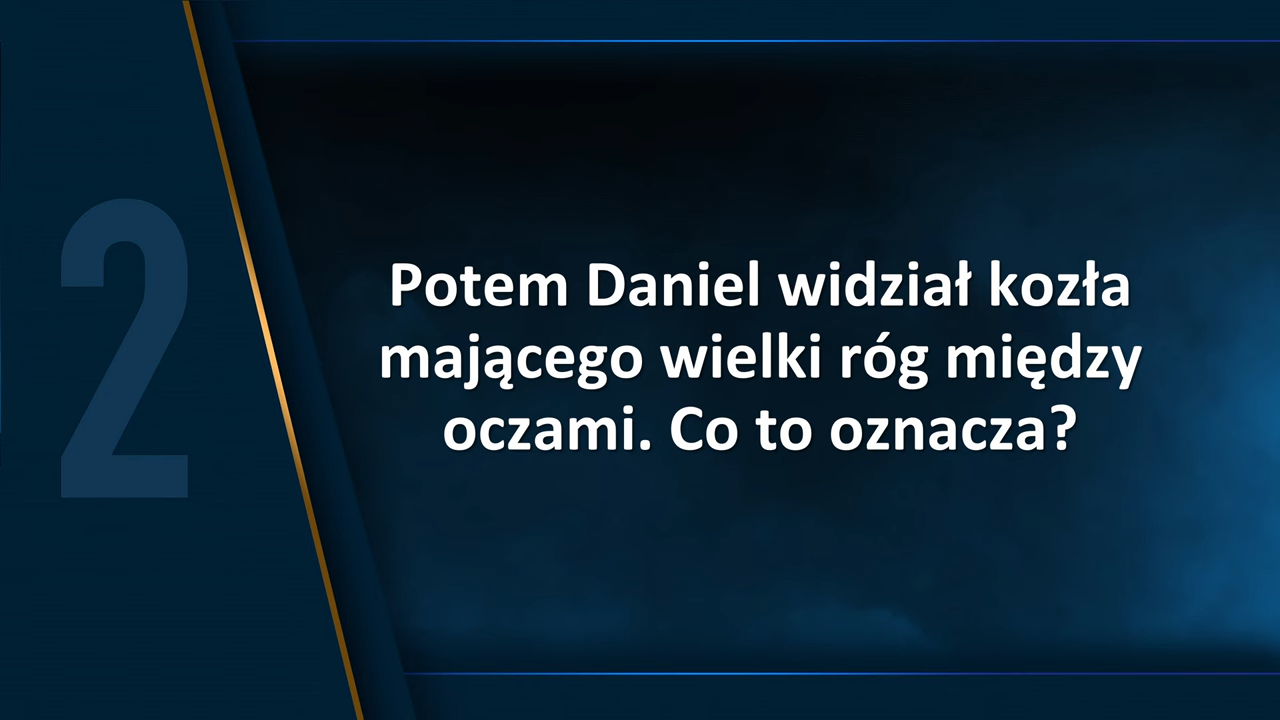 2
Potem Daniel widział kozła
mającego wielki róg między
oczami. Co to oznacza?